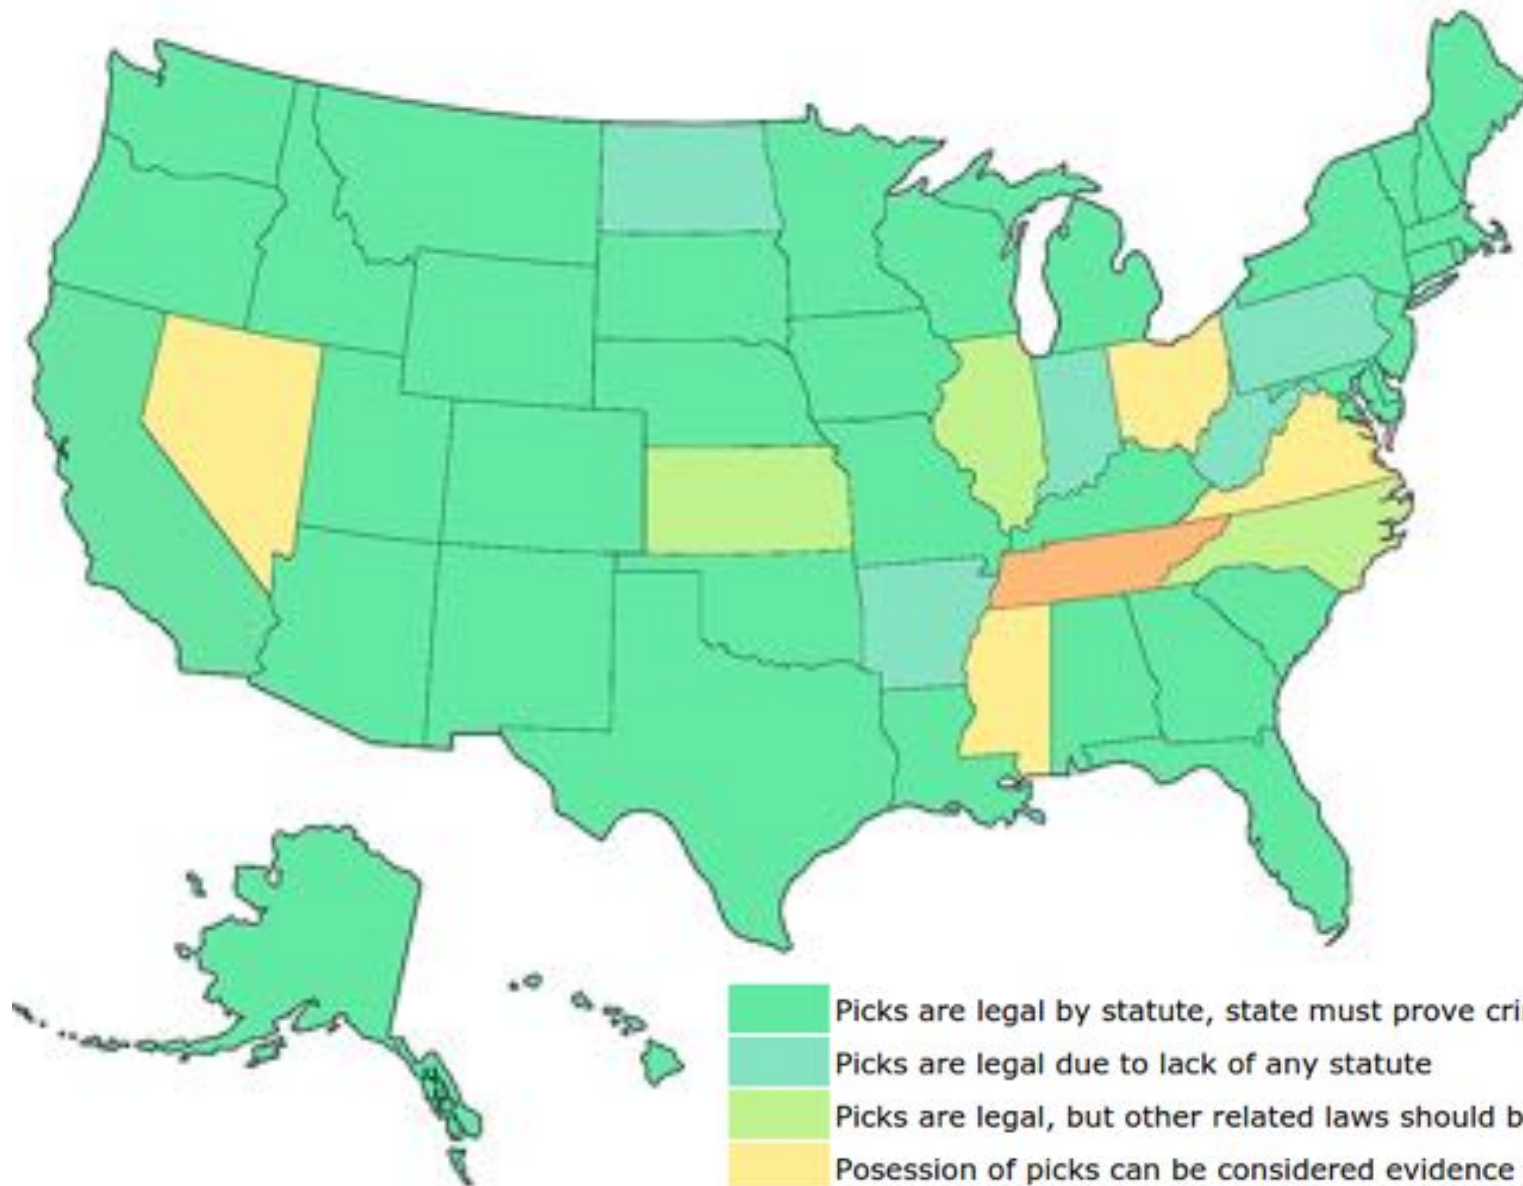 Picks are legal by statute, state must prove cri
Picks are legal due to lack of any statute
Picks are legal, but other related laws should b
Posession of picks can be considered evidence